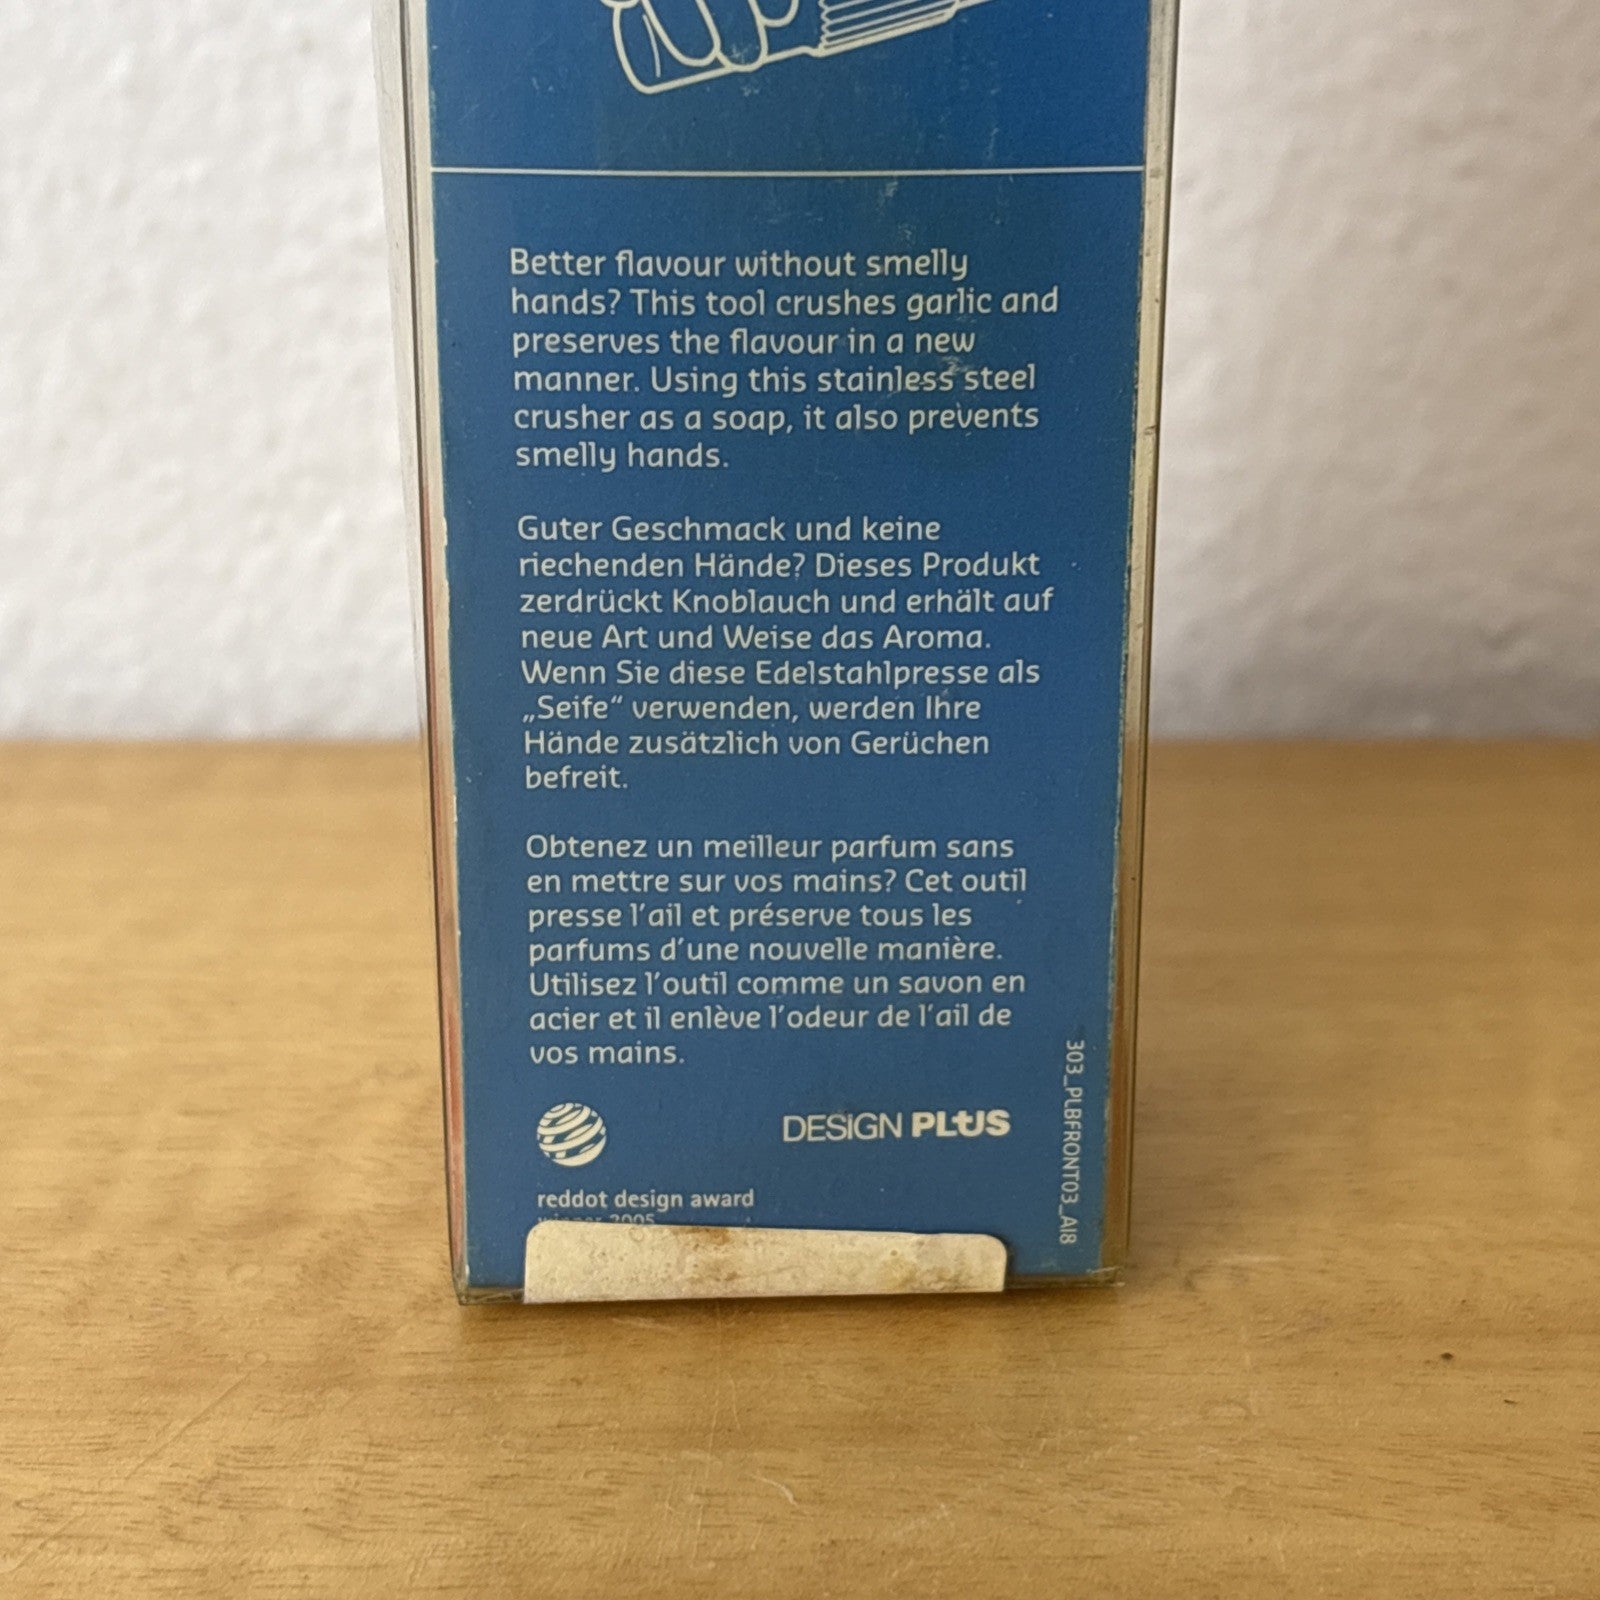 Better flavour without smelly
hands? This tool crushes garlic and
preserves the flavour in a new
manner. Using this stainless steel
crusher as a soap, it also prevents
smelly hands.
Guter Geschmack und keine
riechenden Hände? Dieses Produkt
zerdrückt Knoblauch und erhält auf
neue Art und Weise das Aroma.
Wenn Sie diese Edelstahlpresse als
„Seife“ verwenden, werden Ihre
Hände zusätzlich von Gerüchen
befreit.
Obtenez un meilleur parfum sans
en mettre sur vos mains? Cet outil
presse l'ail et préserve tous les
parfums d'une nouvelle manière.
Utilisez l'outil comme un savon en
acier et il enlève l'odeur de l'ail de
vos mains.
DESIGN PLUS
reddot design award
winner 2005
303_PLBFRONT03_AI8